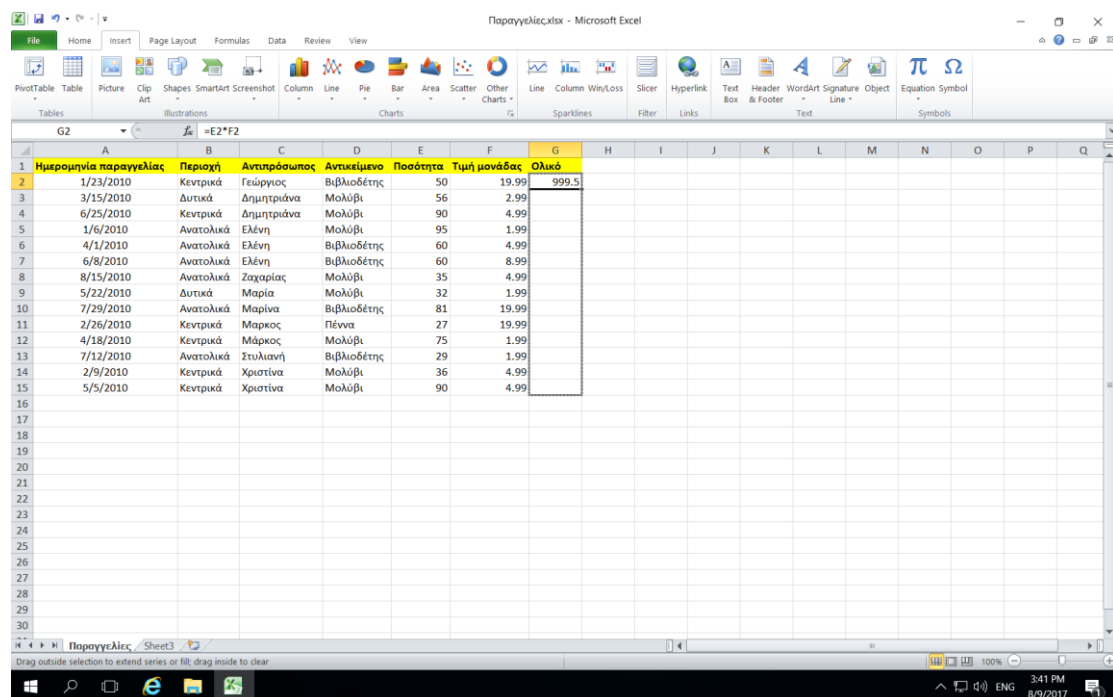 Παραγγελίες.xlsx - Microsoft Excel
File Home Insert Page Layout Formulas Data Review View
PivotTable Table Picture Clip Art Shapes SmartArt Screenshot Column Line Pie Bar Area Scatter Other Charts Line Column Win/Loss Slicer Hyperlink Text Box Header & Footer WordArt Signature Line Object Equation Symbol
Tables Illustrations Charts Sparklines Filter Links Text Symbols
G2 fx =E2*F2
A B C D E F G H I J K L M N O P Q
1 Ημερομηνία παραγγελίας Περιοχή Αντιπρόσωπος Αντικείμενο Ποσότητα Τιμή μονάδας Ολικό
2 1/23/2010 Κεντρικά Γεώργιος Βιβλιοδέτης 50 19.99 999.5
3 3/15/2010 Δυτικά Δημητριάνα Μολύβι 56 2.99
4 6/25/2010 Κεντρικά Δημητριάνα Μολύβι 90 4.99
5 1/6/2010 Ανατολικά Ελένη Μολύβι 95 1.99
6 4/1/2010 Ανατολικά Ελένη Βιβλιοδέτης 60 4.99
7 6/8/2010 Ανατολικά Ελένη Βιβλιοδέτης 60 8.99
8 8/15/2010 Ανατολικά Ζαχαρίας Μολύβι 35 4.99
9 5/22/2010 Δυτικά Μαρία Μολύβι 32 1.99
10 7/29/2010 Ανατολικά Μαρίνα Βιβλιοδέτης 81 19.99
11 2/26/2010 Κεντρικά Μαρκος Πέννα 27 19.99
12 4/18/2010 Κεντρικά Μάρκος Μολύβι 75 1.99
13 7/12/2010 Ανατολικά Στυλιανή Βιβλιοδέτης 29 1.99
14 2/9/2010 Κεντρικά Χριστίνα Μολύβι 36 4.99
15 5/5/2010 Κεντρικά Χριστίνα Μολύβι 90 4.99
16
17
18
19
20
21
22
23
24
25
26
27
28
29
30
Παραγγελίες Sheet3
Drag outside selection to extend series or fill; drag inside to clear 100%
ENG 3:41 PM
8/9/2017